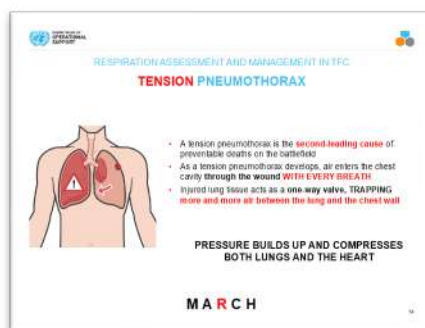 OPERATIONAL
SUPPORT
RESPIRATION ASSESSMENT AND MANAGEMENT IN TFC
TENSION PNEUMOTHORAX
• A tension pneumothorax is the second-leading cause of
preventable deaths on the battlefield
• As a tension pneumothorax develops, air enters the chest
cavity through the wound WITH EVERY BREATH
• Injured lung tissue acts as a one-way valve, TRAPPING
more and more air between the lung and the chest wall
PRESSURE BUILDS UP AND COMPRESSES
BOTH LUNGS AND THE HEART
M A R C H